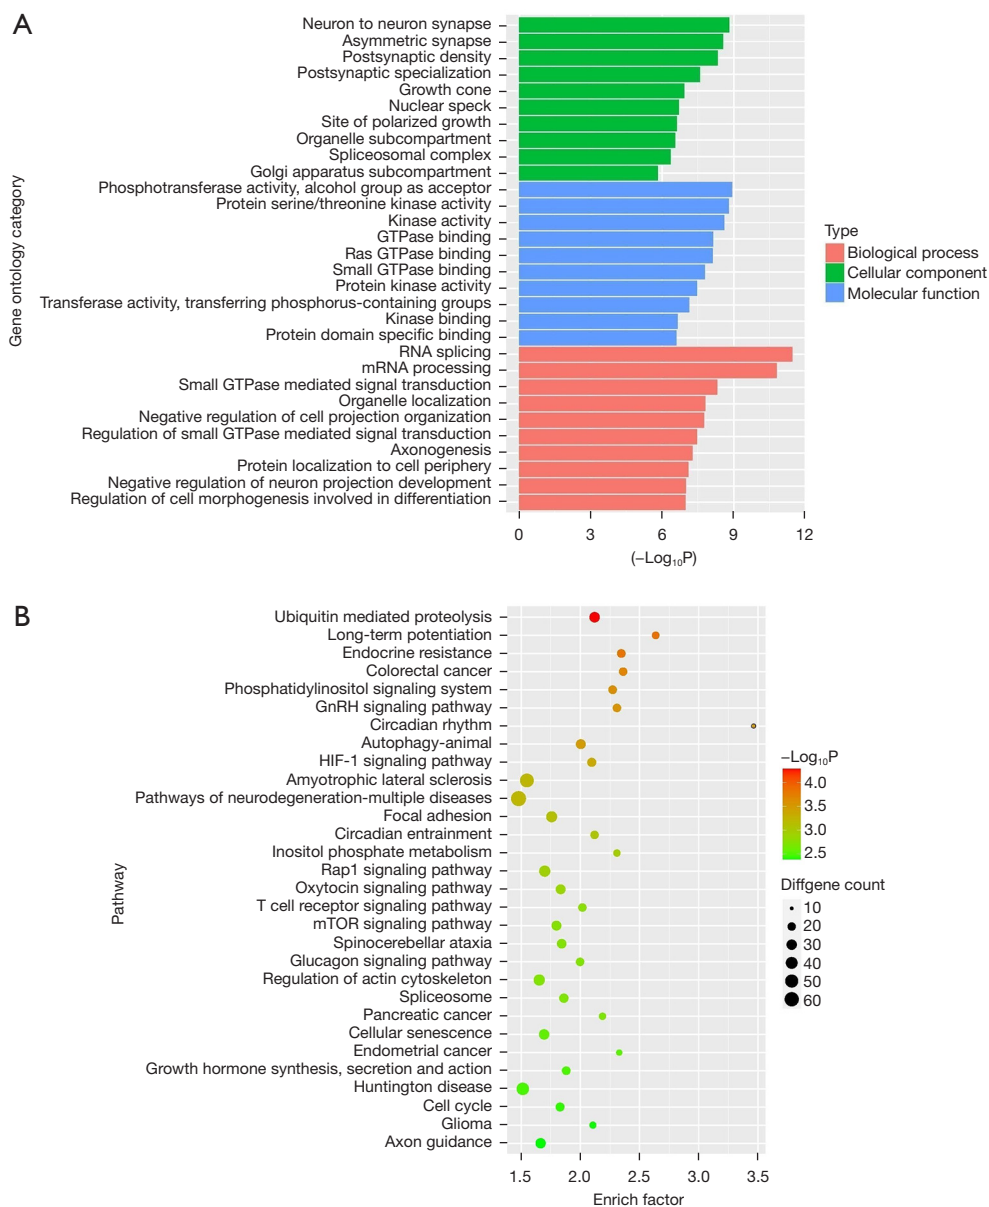 A
Gene ontology category
Neuron to neuron synapse
Asymmetric synapse
Postsynaptic density
Postsynaptic specialization
Growth cone
Nuclear speck
Site of polarized growth
Organelle subcompartment
Spliceosomal complex
Golgi apparatus subcompartment
Phosphotransferase activity, alcohol group as acceptor
Protein serine/threonine kinase activity
Kinase activity
GTPase binding
Ras GTPase binding
Small GTPase binding
Protein kinase activity
Transferase activity, transferring phosphorus-containing groups
Kinase binding
Protein domain specific binding
RNA splicing
mRNA processing
Small GTPase mediated signal transduction
Organelle localization
Negative regulation of cell projection organization
Regulation of small GTPase mediated signal transduction
Axonogenesis
Protein localization to cell periphery
Negative regulation of neuron projection development
Regulation of cell morphogenesis involved in differentiation
0 3 6 9 12
(−Log₁₀P)
Type
Biological process
Cellular component
Molecular function
B
Pathway
Ubiquitin mediated proteolysis
Long-term potentiation
Endocrine resistance
Colorectal cancer
Phosphatidylinositol signaling system
GnRH signaling pathway
Circadian rhythm
Autophagy-animal
HIF-1 signaling pathway
Amyotrophic lateral sclerosis
Pathways of neurodegeneration-multiple diseases
Focal adhesion
Circadian entrainment
Inositol phosphate metabolism
Rap1 signaling pathway
Oxytocin signaling pathway
T cell receptor signaling pathway
mTOR signaling pathway
Spinocerebellar ataxia
Glucagon signaling pathway
Regulation of actin cytoskeleton
Spliceosome
Pancreatic cancer
Cellular senescence
Endometrial cancer
Growth hormone synthesis, secretion and action
Huntington disease
Cell cycle
Glioma
Axon guidance
1.5 2.0 2.5 3.0 3.5
Enrich factor
−Log₁₀P
4.0
3.5
3.0
2.5
Diffgene count
10
20
30
40
50
60